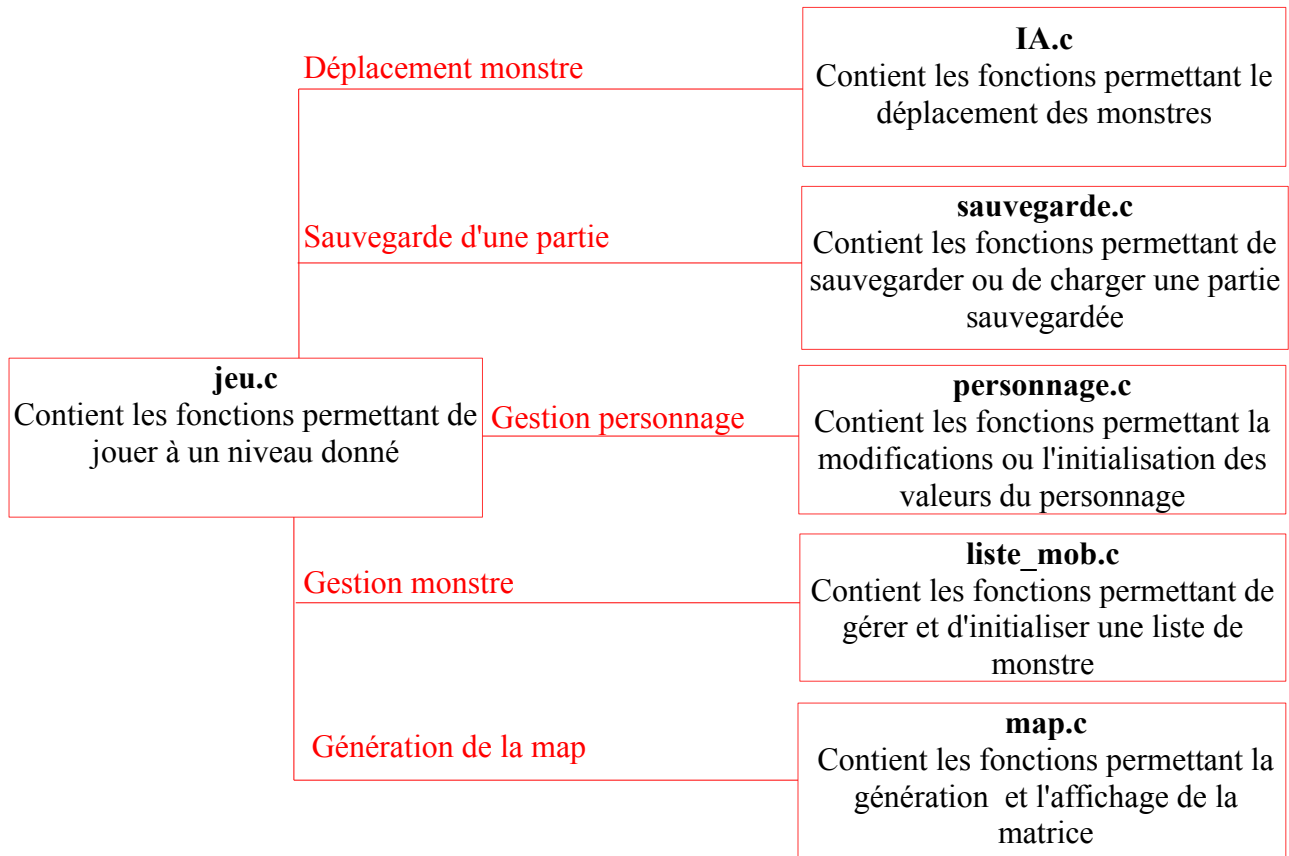 Déplacement monstre
IA.c
Contient les fonctions permettant le
déplacement des monstres
Sauvegarde d'une partie
sauvegarde.c
Contient les fonctions permettant de
sauvegarder ou de charger une partie
sauvegardée
jeu.c
Contient les fonctions permettant de
jouer à un niveau donné
Gestion personnage
personnage.c
Contient les fonctions permettant la
modifications ou l'initialisation des
valeurs du personnage
Gestion monstre
liste_mob.c
Contient les fonctions permettant de
gérer et d'initialiser une liste de
monstre
Génération de la map
map.c
Contient les fonctions permettant la
génération et l'affichage de la
matrice